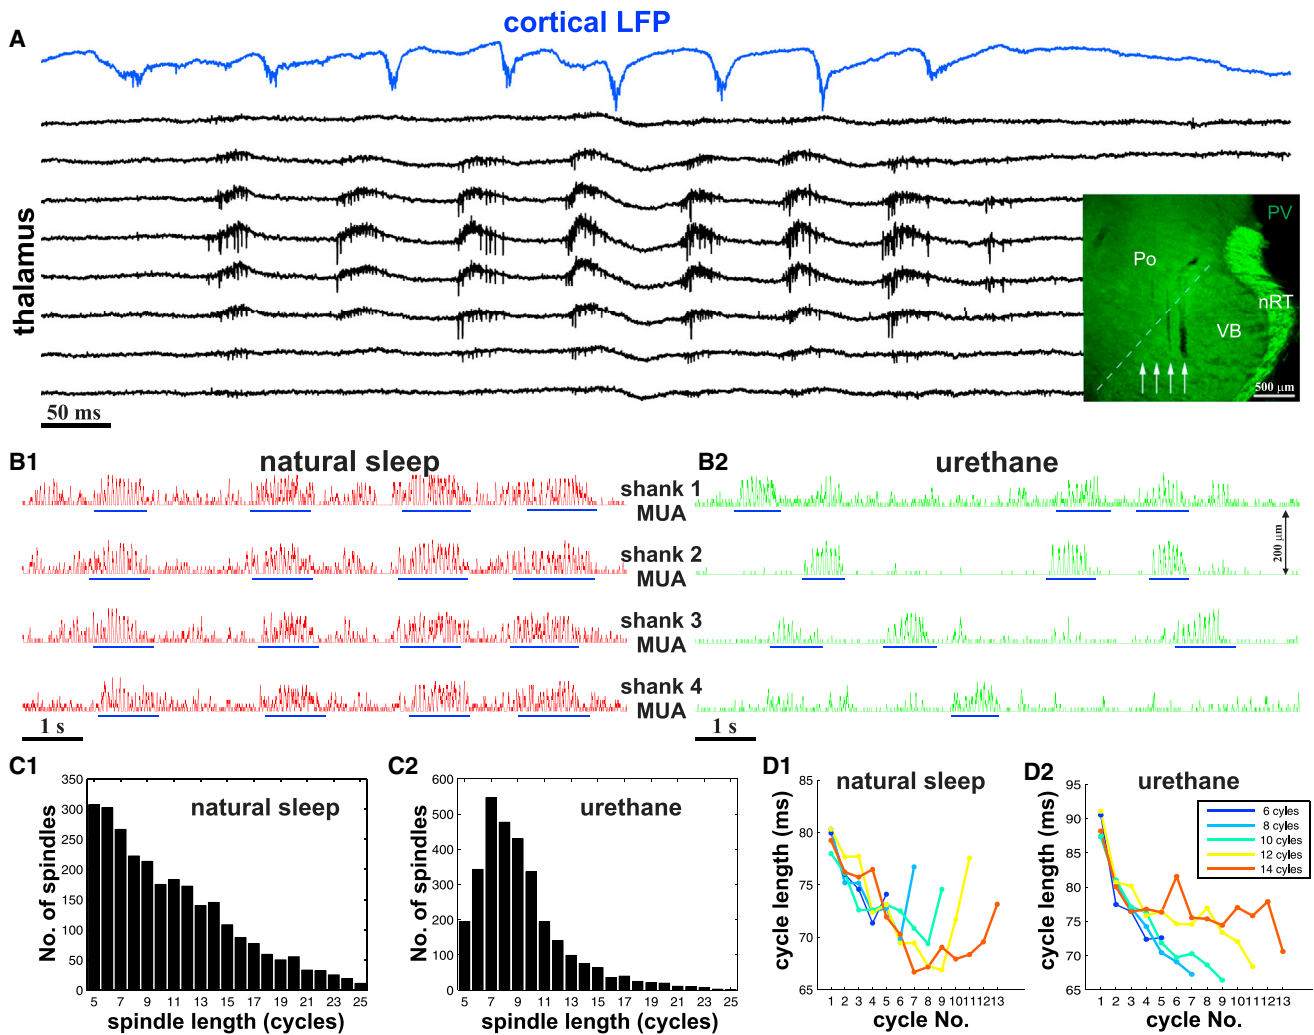 A
cortical LFP
thalamus
PV
Po
nRT
VB
500 µm
50 ms
B1
natural sleep
B2
urethane
shank 1
MUA
200 µm
shank 2
MUA
shank 3
MUA
shank 4
MUA
1 s
1 s
C1
natural sleep
No. of spindles
350
300
250
200
150
100
50
0
5 7 9 11 13 15 17 19 21 23 25
spindle length (cycles)
C2
urethane
No. of spindles
600
500
400
300
200
100
0
5 7 9 11 13 15 17 19 21 23 25
spindle length (cycles)
D1
natural sleep
cycle length (ms)
85
80
75
70
65
1 2 3 4 5 6 7 8 9 10 11 12 13
cycle No.
D2
urethane
cycle length (ms)
95
90
85
80
75
70
65
1 2 3 4 5 6 7 8 9 10 11 12 13
cycle No.
6 cyles
8 cyles
10 cyles
12 cyles
14 cyles